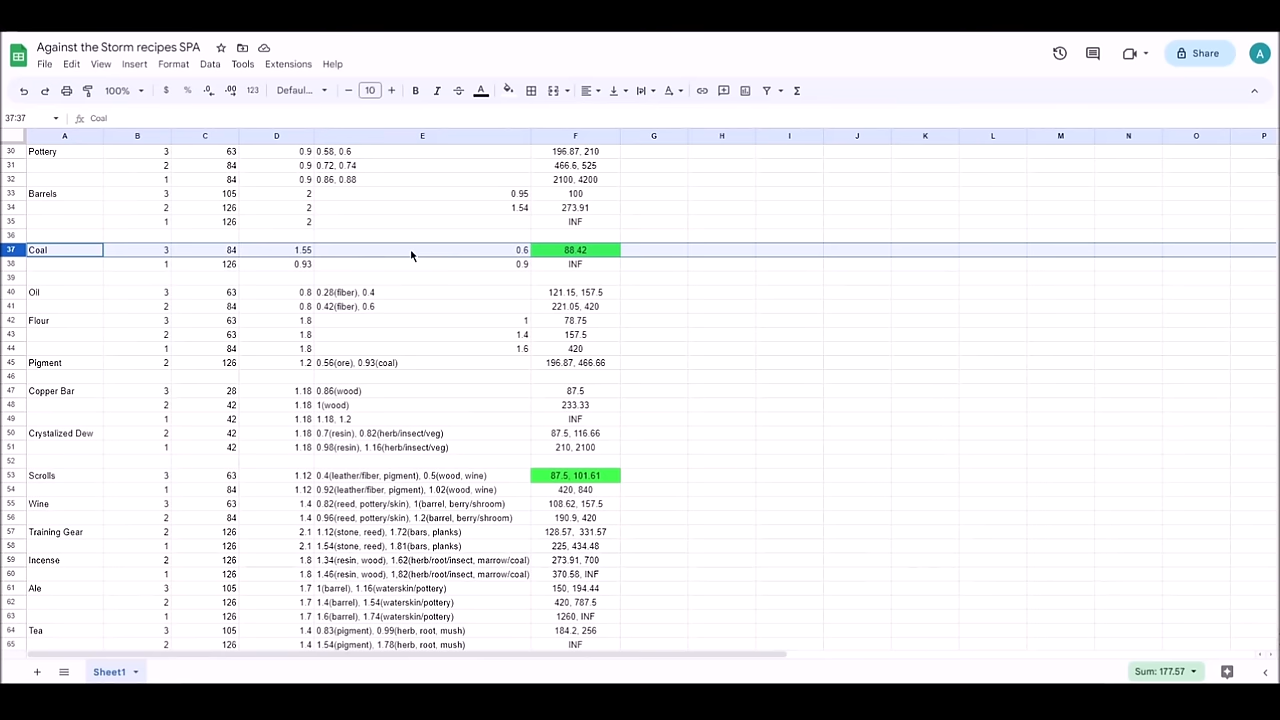 Against the Storm recipes SPA
File Edit View Insert Format Data Tools Extensions Help
Share A
100% $ % .0 .00 123 Defaul... 10 B I S A
37:37 fx Coal
A B C D E F G H I J K L M N O P
30 Pottery 3 63 0.9 0.58, 0.6 196.87, 210
31 2 84 0.9 0.72, 0.74 466.6, 525
32 1 84 0.9 0.86, 0.88 2100, 4200
33 Barrels 3 105 2 0.95 100
34 2 126 2 1.54 273.91
35 1 126 2 INF
36
37 Coal 3 84 1.55 0.6 88.42
38 1 126 0.93 0.9 INF
39
40 Oil 3 63 0.8 0.28(fiber), 0.4 121.15, 157.5
41 2 84 0.8 0.42(fiber), 0.6 221.05, 420
42 Flour 3 63 1.8 1 78.75
43 2 63 1.8 1.4 157.5
44 1 84 1.8 1.6 420
45 Pigment 2 126 1.2 0.56(ore), 0.93(coal) 196.87, 466.66
46
47 Copper Bar 3 28 1.18 0.86(wood) 87.5
48 2 42 1.18 1(wood) 233.33
49 1 42 1.18 1.18, 1.2 INF
50 Crystalized Dew 2 42 1.18 0.7(resin), 0.82(herb/insect/veg) 87.5, 116.66
51 1 42 1.18 0.98(resin), 1.16(herb/insect/veg) 210, 2100
52
53 Scrolls 3 63 1.12 0.4(leather/fiber, pigment), 0.5(wood, wine) 87.5, 101.61
54 1 84 1.12 0.92(leather/fiber, pigment), 1.02(wood, wine) 420, 840
55 Wine 3 63 1.4 0.82(reed, pottery/skin), 1(barrel, berry/shroom) 108.62, 157.5
56 2 84 1.4 0.96(reed, pottery/skin), 1.2(barrel, berry/shroom) 190.9, 420
57 Training Gear 2 126 2.1 1.12(stone, reed), 1.72(bars, planks) 128.57, 331.57
58 1 126 2.1 1.54(stone, reed), 1.81(bars, planks) 225, 434.48
59 Incense 2 126 1.8 1.34(resin, wood), 1.62(herb/root/insect, marrow/coal) 273.91, 700
60 1 126 1.8 1.46(resin, wood), 1,82(herb/root/insect, marrow/coal) 370.58, INF
61 Ale 3 105 1.7 1(barrel), 1.16(waterskin/pottery) 150, 194.44
62 2 126 1.7 1.4(barrel), 1.54(waterskin/pottery) 420, 787.5
63 1 126 1.7 1.6(barrel), 1.74(waterskin/pottery) 1260, INF
64 Tea 3 105 1.4 0.83(pigment), 0.99(herb, root, mush) 184.2, 256
65 2 126 1.4 1.54(pigment), 1.78(herb, root, mush) INF
Sheet1
Sum: 177.57